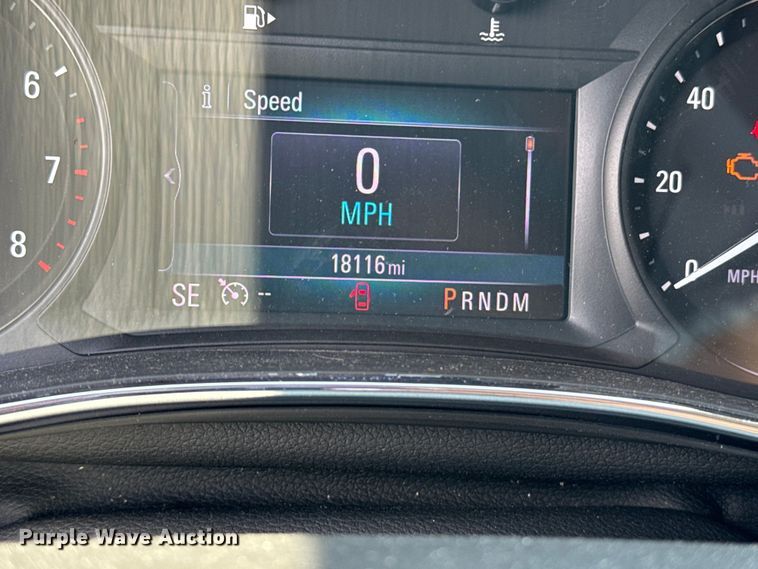 6
7
8
i Speed
0
MPH
18116 mi
SE -- PRNDM
40
20
0
MPH
Purple Wave Auction